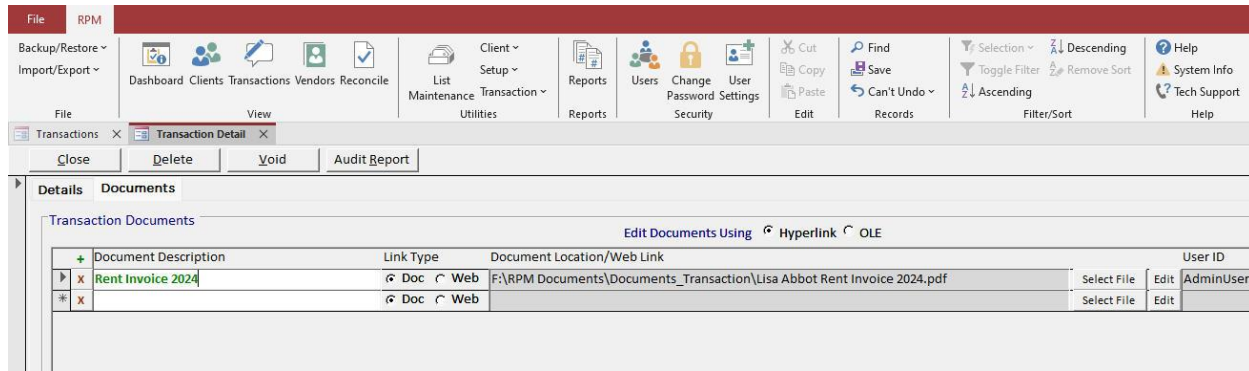 File RPM
Backup/Restore
Import/Export
Dashboard Clients Transactions Vendors Reconcile
List Maintenance
Client
Setup
Transaction
Reports
Users
Change Password
User Settings
Cut
Copy
Paste
Find
Save
Can't Undo
Selection
Toggle Filter
Ascending
Descending
Remove Sort
Help
System Info
Tech Support
File View Utilities Reports Security Edit Records Filter/Sort Help
Transactions X Transaction Detail X
Close Delete Void Audit Report
Details Documents
Transaction Documents
Edit Documents Using Hyperlink OLE
+ Document Description Link Type Document Location/Web Link User ID
x Rent Invoice 2024 Doc Web F:\RPM Documents\Documents_Transaction\Lisa Abbot Rent Invoice 2024.pdf Select File Edit AdminUser
* x Doc Web Select File Edit